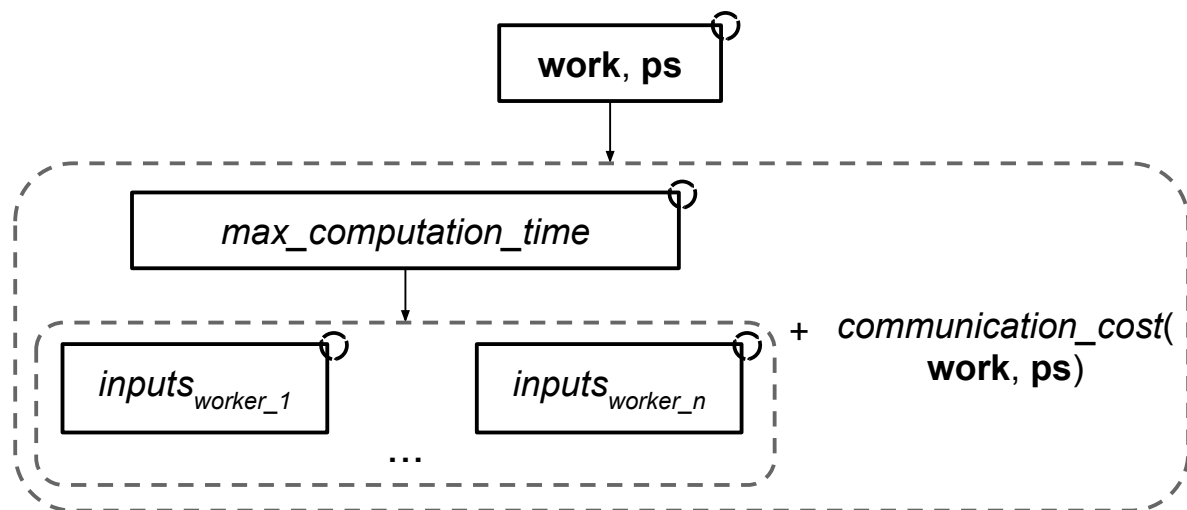 work, ps
max_computation_time
inputs_worker_1
inputs_worker_n
...
+ communication_cost(
work, ps)